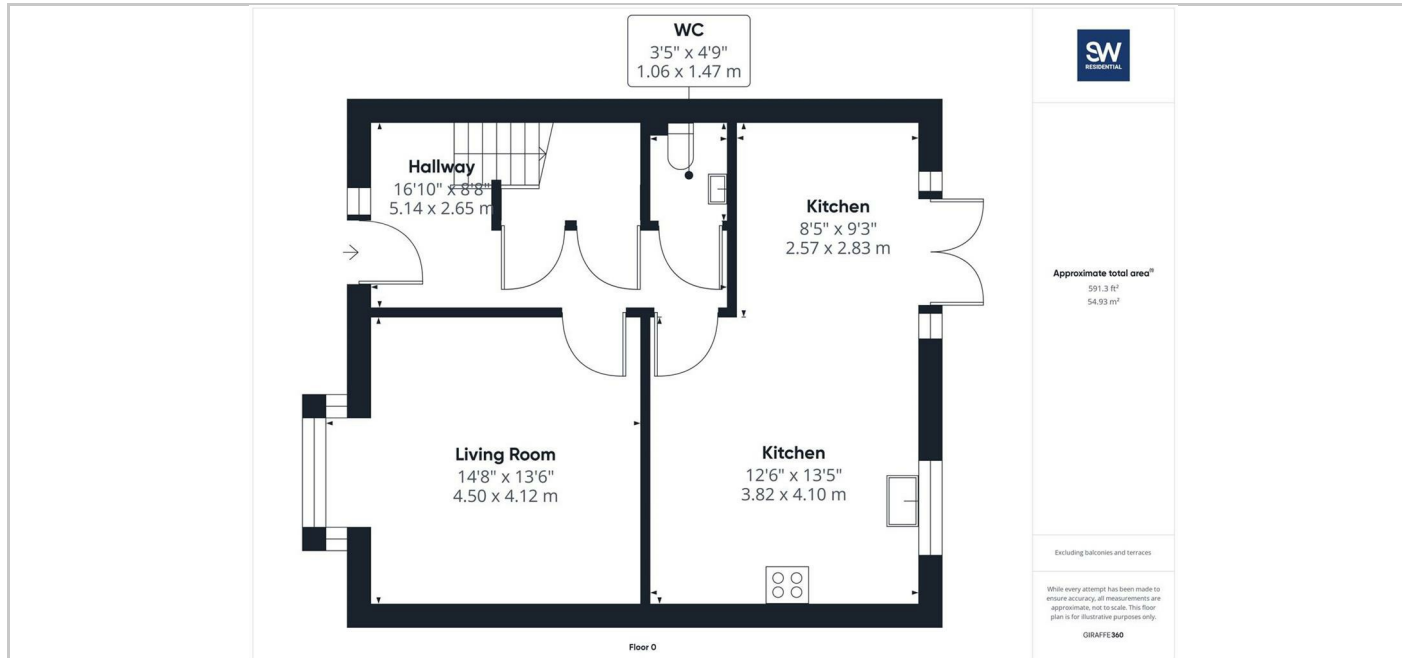 WC
3'5" x 4'9"
1.06 x 1.47 m
Hallway
16'10" x 8'8"
5.14 x 2.65 m
Kitchen
8'5" x 9'3"
2.57 x 2.83 m
Living Room
14'8" x 13'6"
4.50 x 4.12 m
Kitchen
12'6" x 13'5"
3.82 x 4.10 m
Floor 0
SW
RESIDENTIAL
Approximate total area⁽¹⁾
591.3 ft²
54.93 m²
Excluding balconies and terraces
While every attempt has been made to
ensure accuracy, all measurements are
approximate, not to scale. This floor
plan is for illustrative purposes only.
GIRAFFE360